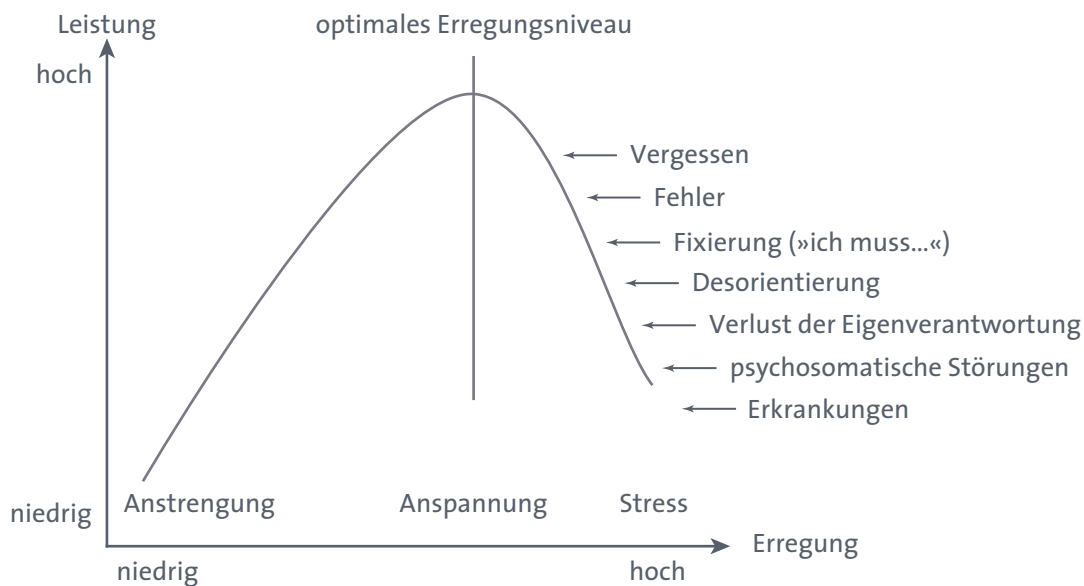 Leistung
optimales Erregungsniveau
hoch
Vergessen
Fehler
Fixierung (»ich muss...«)
Desorientierung
Verlust der Eigenverantwortung
psychosomatische Störungen
Erkrankungen
niedrig
Anstrengung
Anspannung
Stress
Erregung
niedrig
hoch